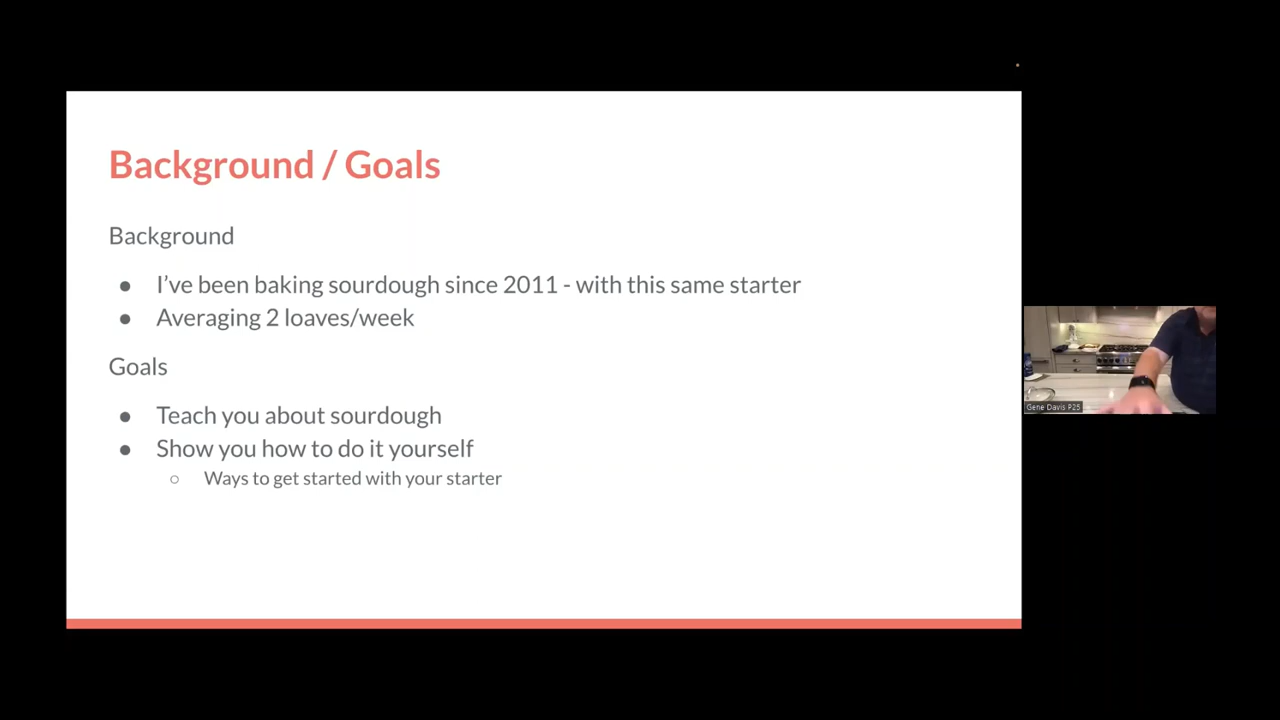 Background / Goals
Background
● I’ve been baking sourdough since 2011 - with this same starter
● Averaging 2 loaves/week
Goals
● Teach you about sourdough
● Show you how to do it yourself
○ Ways to get started with your starter
Gene Davis P25